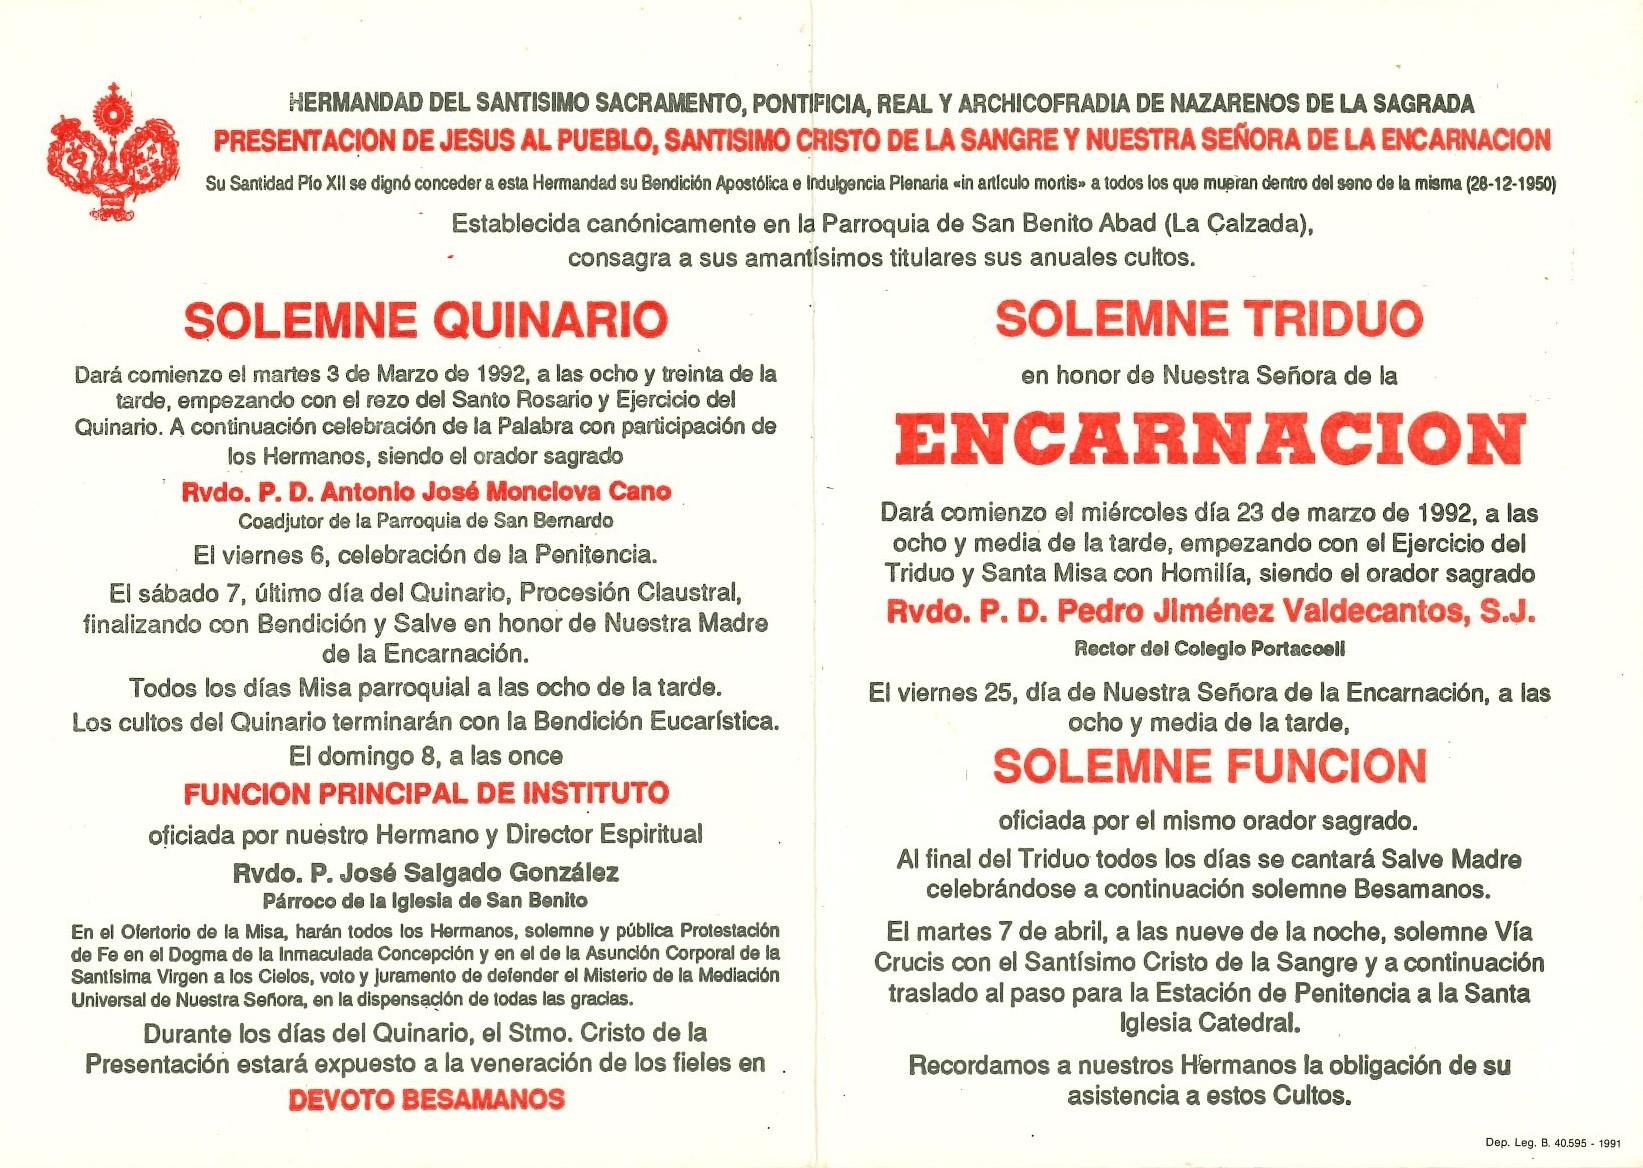 HERMANDAD DEL SANTISIMO SACRAMENTO, PONTIFICIA, REAL Y ARCHICOFRADIA DE NAZARENOS DE LA SAGRADA
PRESENTACION DE JESUS AL PUEBLO, SANTISIMO CRISTO DE LA SANGRE Y NUESTRA SEÑORA DE LA ENCARNACION
Su Santidad Pío XII se dignó conceder a esta Hermandad su Bendición Apostólica e Indulgencia Plenaria «in artículo mortis» a todos los que mueran dentro del seno de la misma (28-12-1950)
Establecida canónicamente en la Parroquia de San Benito Abad (La Calzada),
consagra a sus amantísimos titulares sus anuales cultos.
SOLEMNE QUINARIO
Dará comienzo el martes 3 de Marzo de 1992, a las ocho y treinta de la
tarde, empezando con el rezo del Santo Rosario y Ejercicio del
Quinario. A continuación celebración de la Palabra con participación de
los Hermanos, siendo el orador sagrado
Rvdo. P. D. Antonio José Monclova Cano
Coadjutor de la Parroquia de San Bernardo
El viernes 6, celebración de la Penitencia.
El sábado 7, último día del Quinario, Procesión Claustral,
finalizando con Bendición y Salve en honor de Nuestra Madre
de la Encarnación.
Todos los días Misa parroquial a las ocho de la tarde.
Los cultos del Quinario terminarán con la Bendición Eucarística.
El domingo 8, a las once
FUNCION PRINCIPAL DE INSTITUTO
oficiada por nuestro Hermano y Director Espiritual
Rvdo. P. José Salgado González
Párroco de la Iglesia de San Benito
En el Ofertorio de la Misa, harán todos los Hermanos, solemne y pública Protestación
de Fe en el Dogma de la Inmaculada Concepción y en el de la Asunción Corporal de la
Santísima Virgen a los Cielos, voto y juramento de defender el Misterio de la Mediación
Universal de Nuestra Señora, en la dispensación de todas las gracias.
Durante los días del Quinario, el Stmo. Cristo de la
Presentación estará expuesto a la veneración de los fieles en
DEVOTO BESAMANOS
SOLEMNE TRIDUO
en honor de Nuestra Señora de la
ENCARNACION
Dará comienzo el miércoles día 23 de marzo de 1992, a las
ocho y media de la tarde, empezando con el Ejercicio del
Triduo y Santa Misa con Homilía, siendo el orador sagrado
Rvdo. P. D. Pedro Jiménez Valdecantos, S.J.
Rector del Colegio Portacoeli
El viernes 25, día de Nuestra Señora de la Encarnación, a las
ocho y media de la tarde,
SOLEMNE FUNCION
oficiada por el mismo orador sagrado.
Al final del Triduo todos los días se cantará Salve Madre
celebrándose a continuación solemne Besamanos.
El martes 7 de abril, a las nueve de la noche, solemne Vía
Crucis con el Santísimo Cristo de la Sangre y a continuación
traslado al paso para la Estación de Penitencia a la Santa
Iglesia Catedral.
Recordamos a nuestros Hermanos la obligación de su
asistencia a estos Cultos.
Dep. Leg. B. 40.595 - 1991